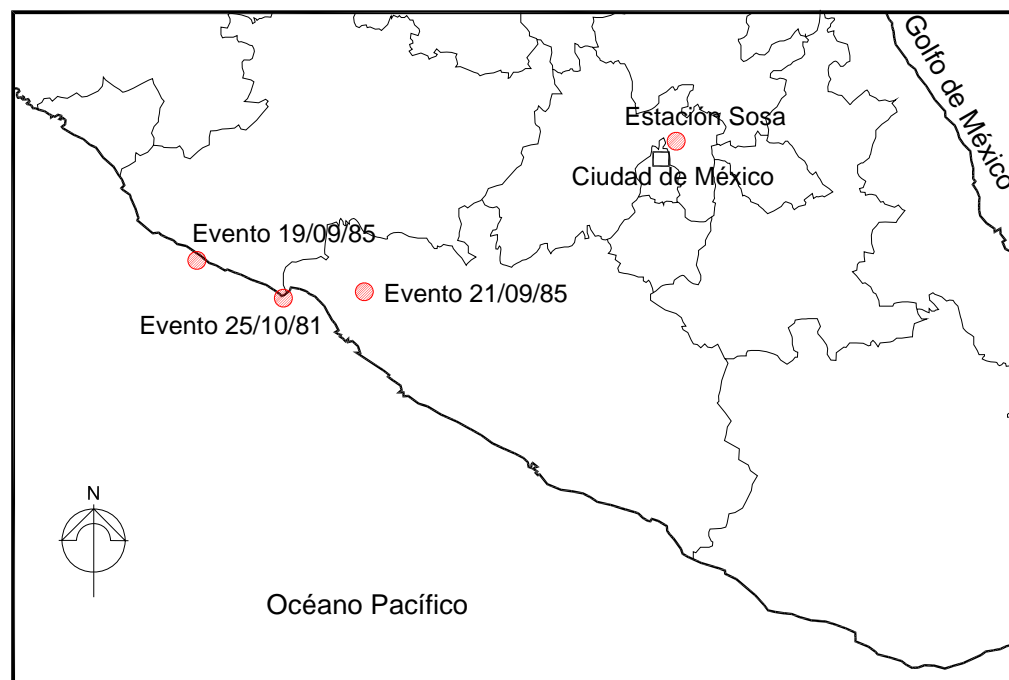 Golfo de México
Estación Sosa
Ciudad de México
Evento 19/09/85
Evento 21/09/85
Evento 25/10/81
N
Océano Pacífico